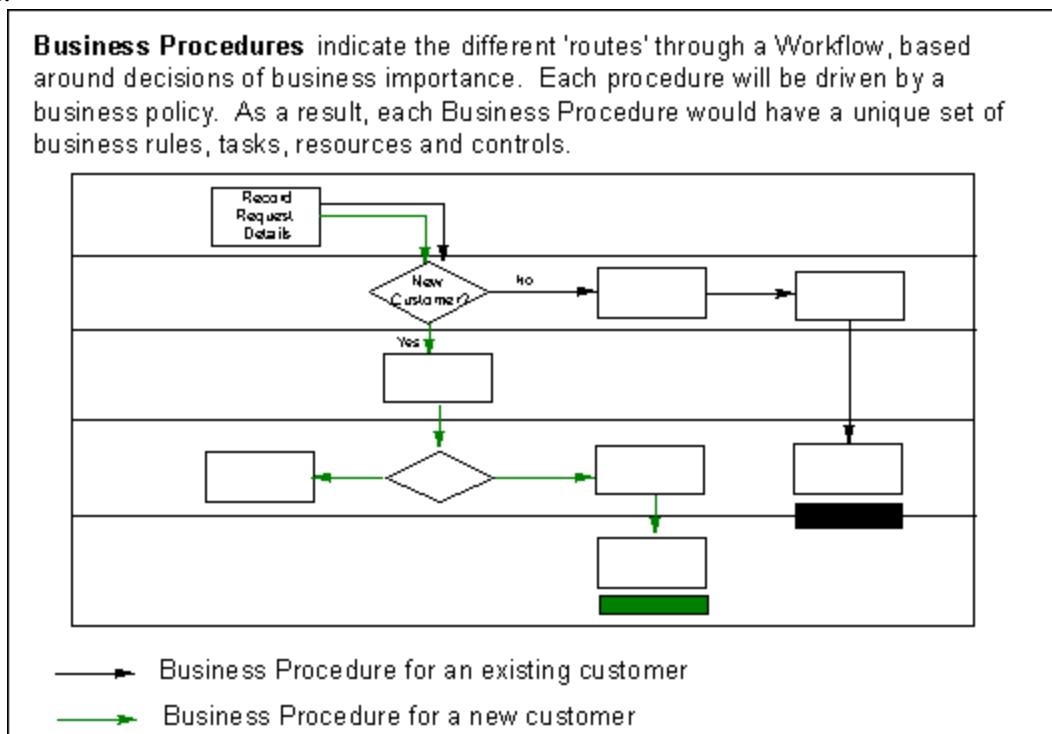 Business Procedures indicate the different 'routes' through a Workflow, based
around decisions of business importance. Each procedure will be driven by a
business policy. As a result, each Business Procedure would have a unique set of
business rules, tasks, resources and controls.
Record
Request
Details
New
Customer?
No
Yes
Business Procedure for an existing customer
Business Procedure for a new customer